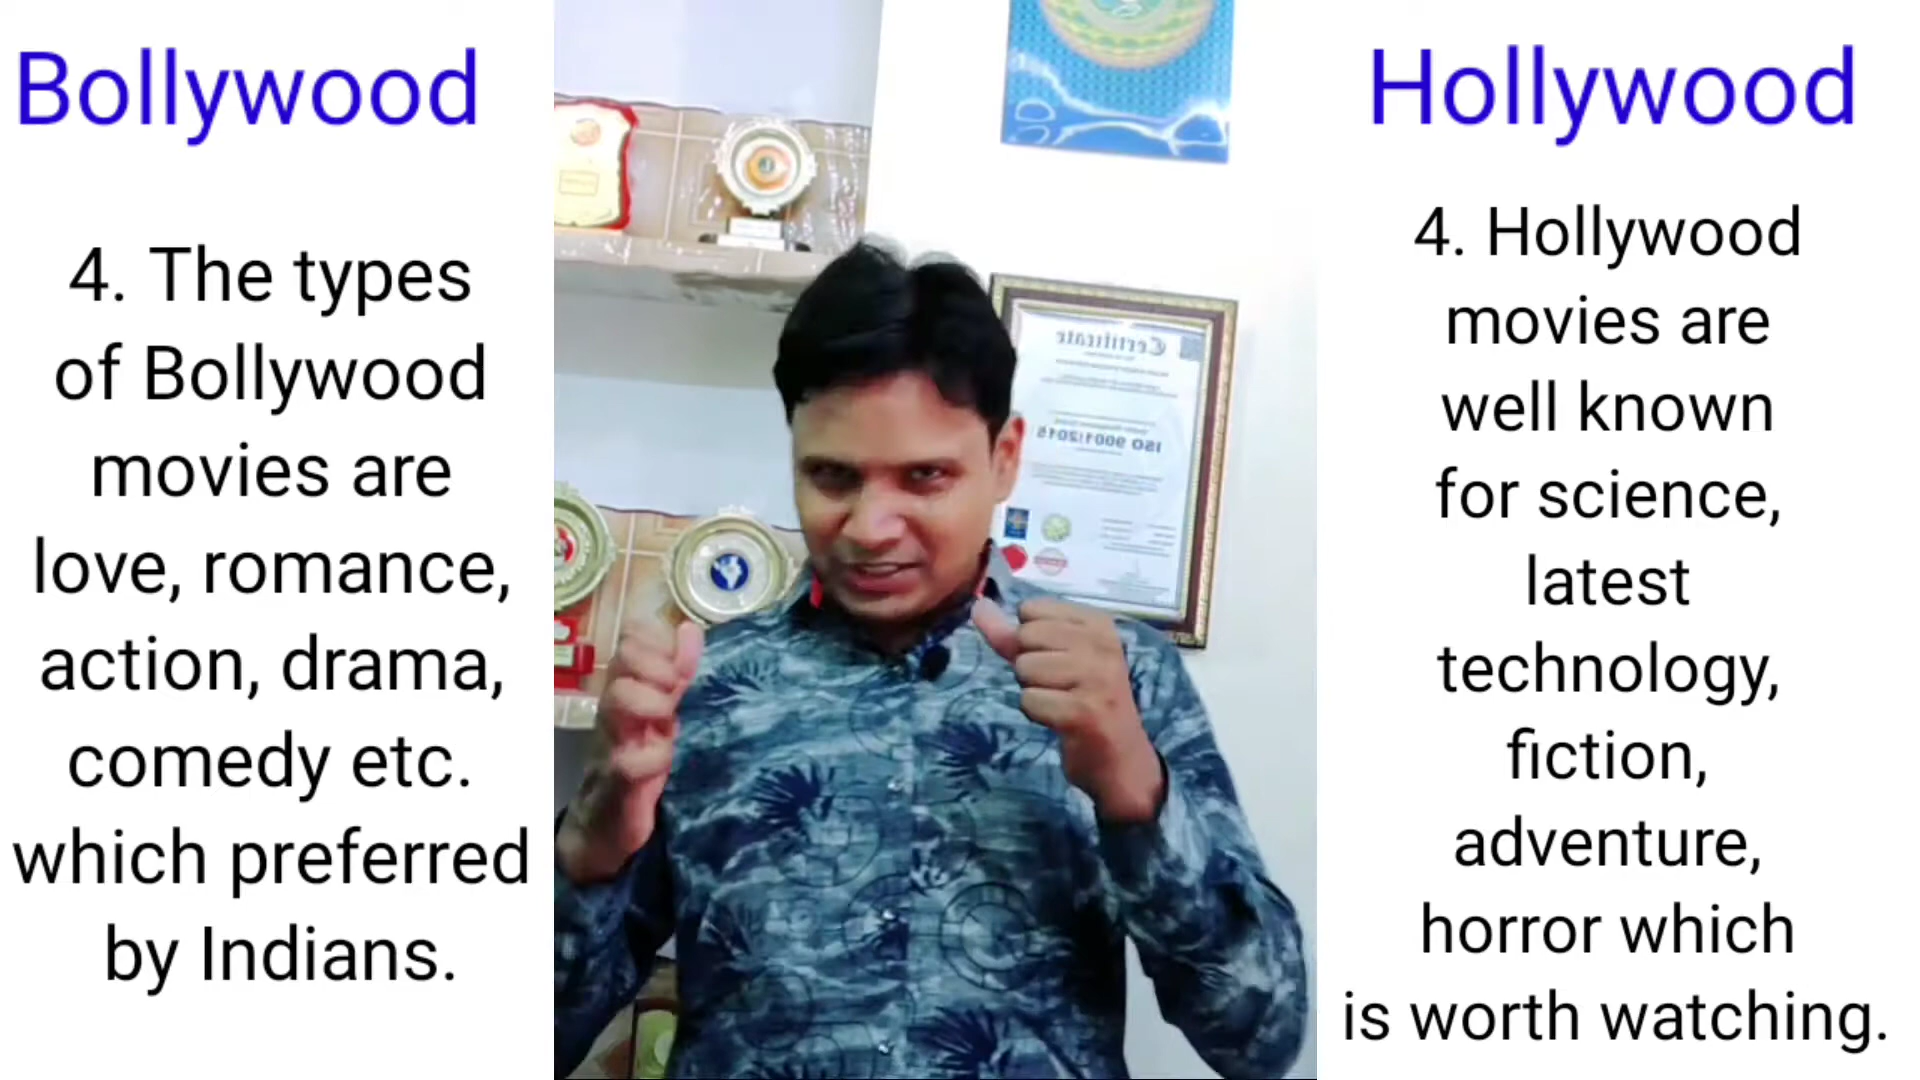 Bollywood
4. The types
of Bollywood
movies are
love, romance,
action, drama,
comedy etc.
which preferred
by Indians.
Certificate
ISO 9001:2015
Hollywood
4. Hollywood
movies are
well known
for science,
latest
technology,
fiction,
adventure,
horror which
is worth watching.